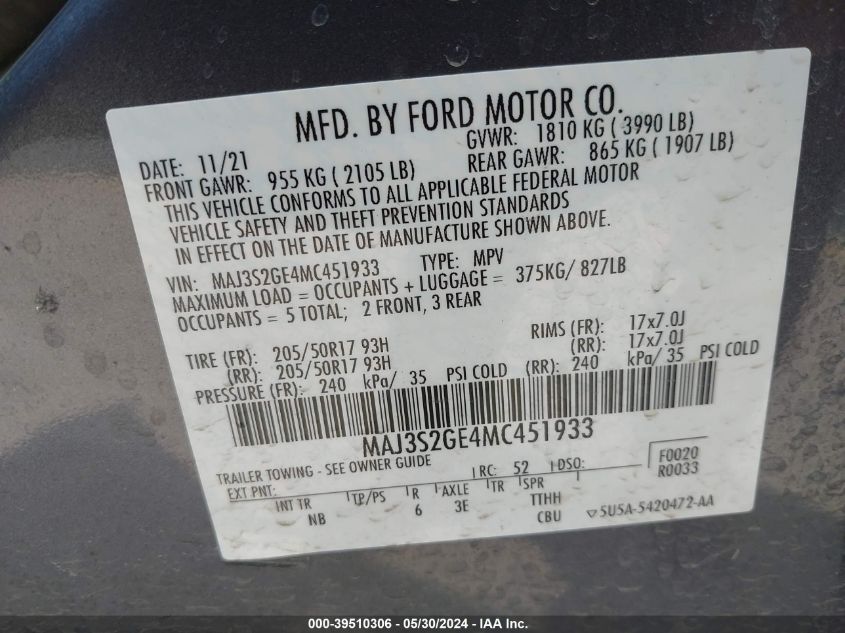 MFD. BY FORD MOTOR CO.
DATE: 11/21 GVWR: 1810 KG ( 3990 LB)
FRONT GAWR: 955 KG ( 2105 LB) REAR GAWR: 865 KG ( 1907 LB)
THIS VEHICLE CONFORMS TO ALL APPLICABLE FEDERAL MOTOR
VEHICLE SAFETY AND THEFT PREVENTION STANDARDS
IN EFFECT ON THE DATE OF MANUFACTURE SHOWN ABOVE.
VIN: MAJ3S2GE4MC451933 TYPE: MPV
MAXIMUM LOAD = OCCUPANTS + LUGGAGE = 375KG/ 827LB
OCCUPANTS = 5 TOTAL; 2 FRONT, 3 REAR
TIRE (FR): 205/50R17 93H RIMS (FR): 17x7.0J
(RR): 205/50R17 93H (RR): 17x7.0J
PRESSURE (FR): 240 kPa/ 35 PSI COLD (RR): 240 kPa/ 35 PSI COLD
MAJ3S2GE4MC451933
TRAILER TOWING - SEE OWNER GUIDE
EXT PNT: RC: 52 DSO: F0020
R0033
INT TR TP/PS R AXLE TR SPR
NB 6 3E TTHH
CBU ▽5U5A-5420472-AA
000-39510306 - 05/30/2024 - IAA Inc.